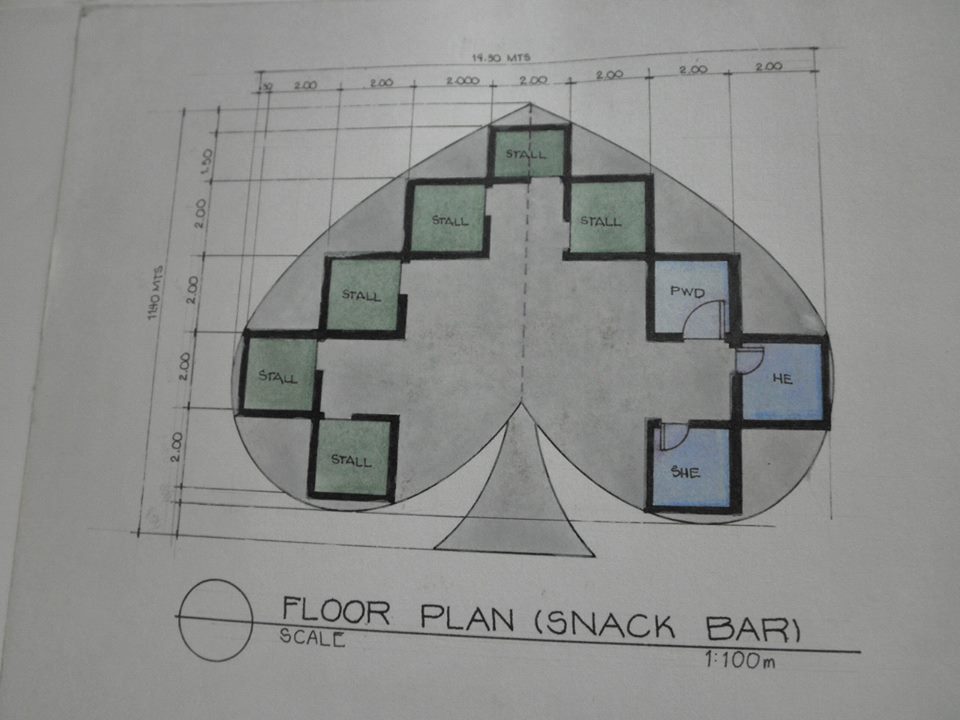 14.50 MTS
2.00 2.00 2.000 2.00 2.00 2.00 2.00
1.50
2.00
2.00
2.00
2.00
11.40 MTS
STALL
STALL STALL
STALL PWD
STALL HE
STALL SHE
FLOOR PLAN (SNACK BAR)
SCALE
1:100m